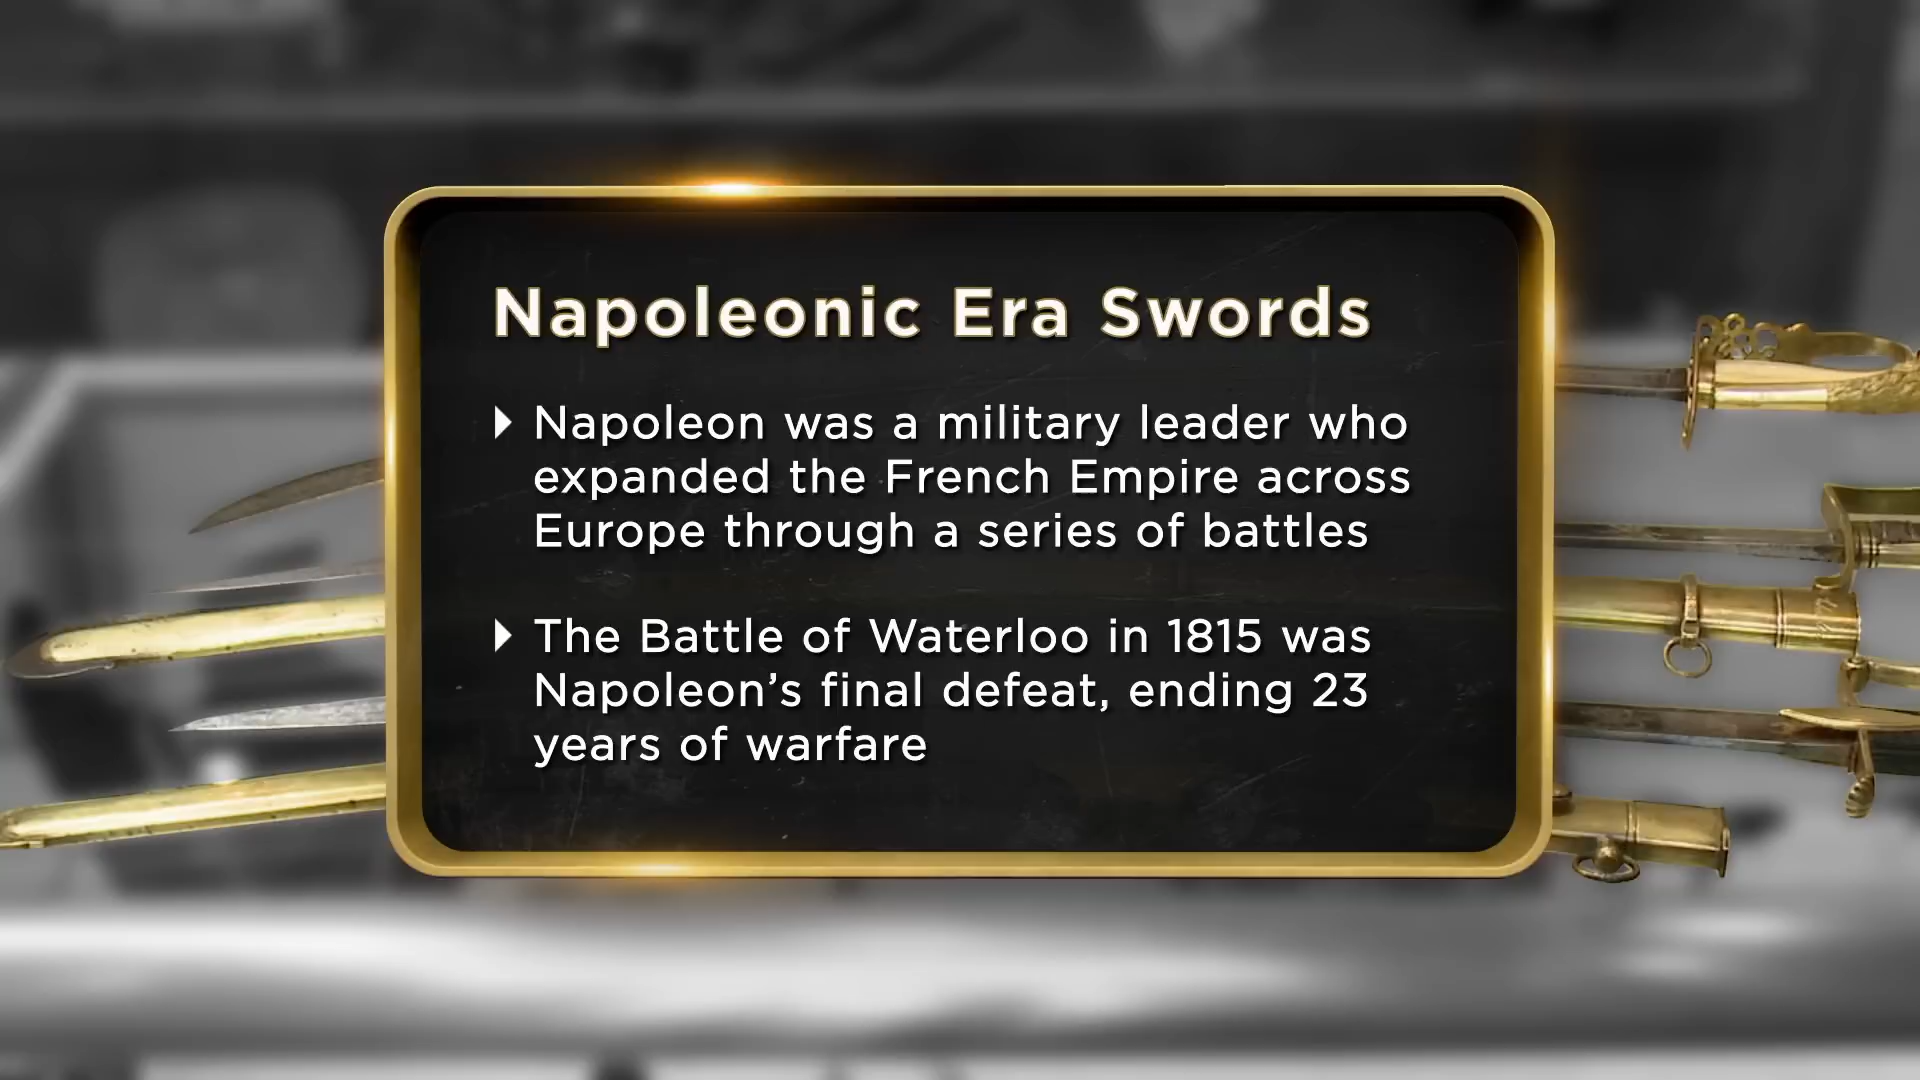 Napoleonic Era Swords
Napoleon was a military leader who
expanded the French Empire across
Europe through a series of battles
The Battle of Waterloo in 1815 was
Napoleon’s final defeat, ending 23
years of warfare